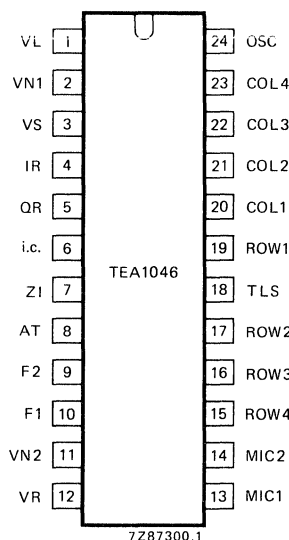 VL 1 24 OSC
VN1 2 23 COL4
VS 3 22 COL3
IR 4 21 COL2
QR 5 20 COL1
i.c. 6 19 ROW1
TEA1046
ZI 7 18 TLS
AT 8 17 ROW2
F2 9 16 ROW3
F1 10 15 ROW4
VN2 11 14 MIC2
VR 12 13 MIC1
7Z87300.1